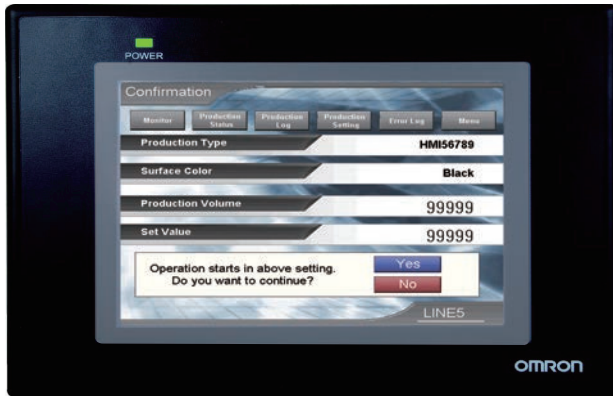 POWER
Confirmation
Monitor Production Status Production Log Production Setting Error Log Menu
Production Type HMI56789
Surface Color Black
Production Volume 99999
Set Value 99999
Operation starts in above setting. Yes
Do you want to continue? No
LINE5
OMRON